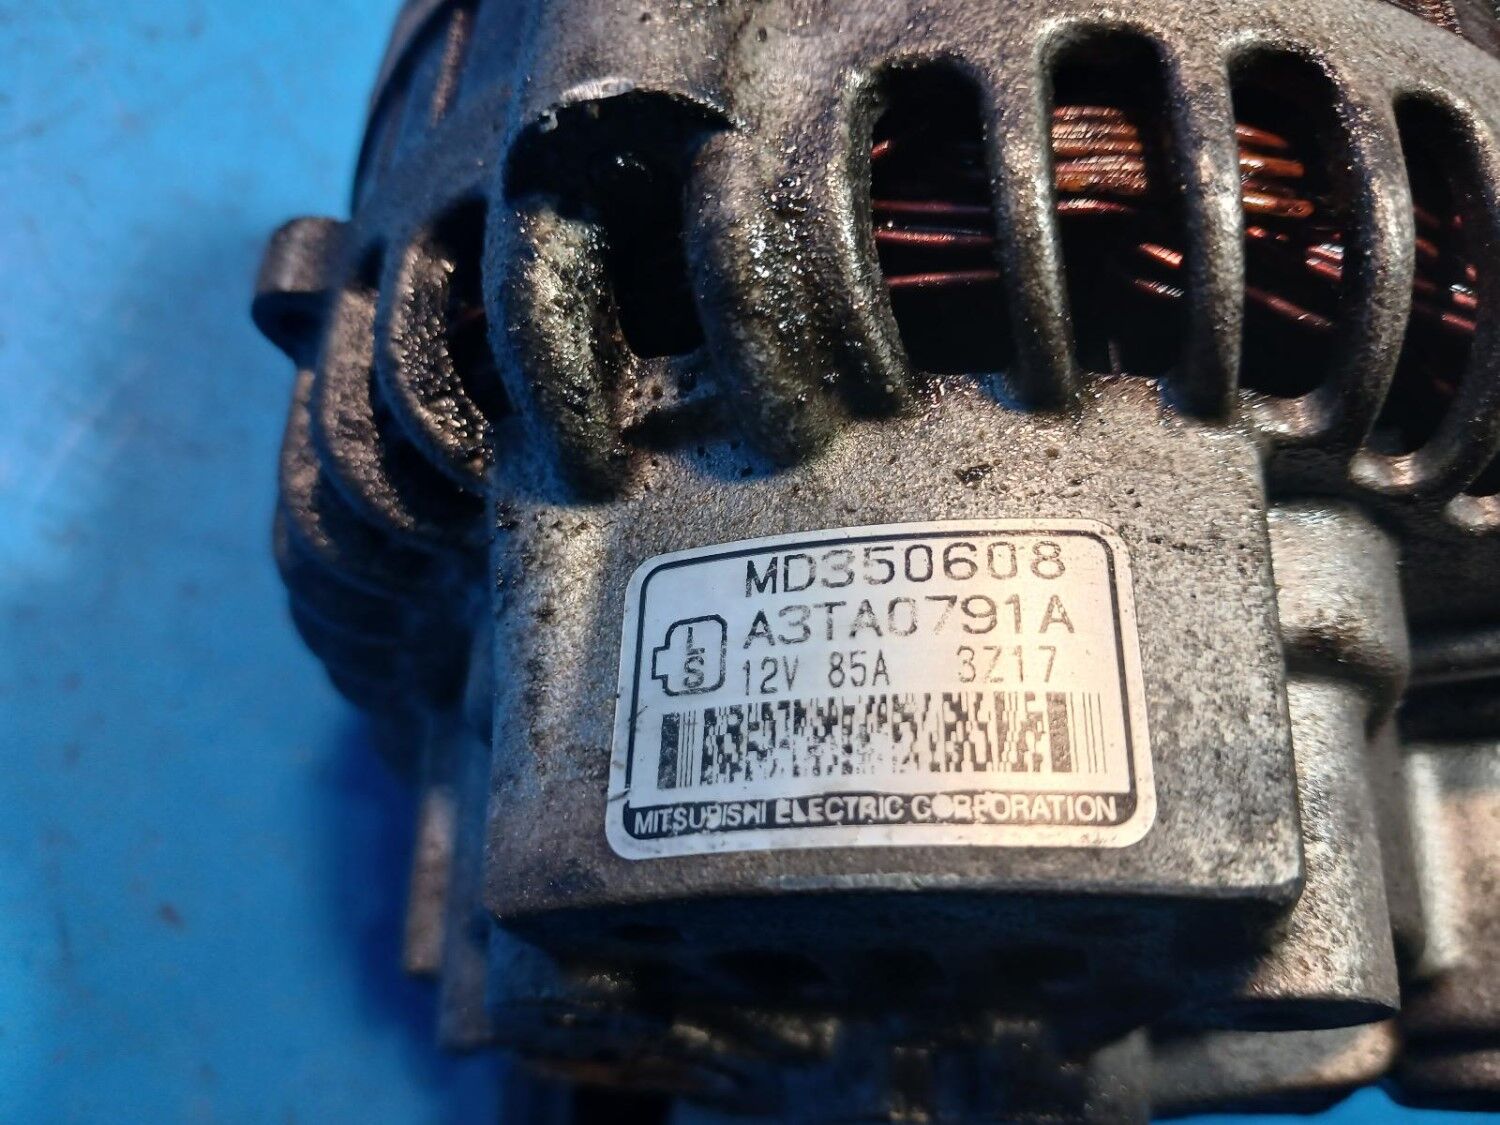 MD350608
A3TA0791A
L
S
12V 85A 3Z17
MITSUBISHI ELECTRIC CORPORATION